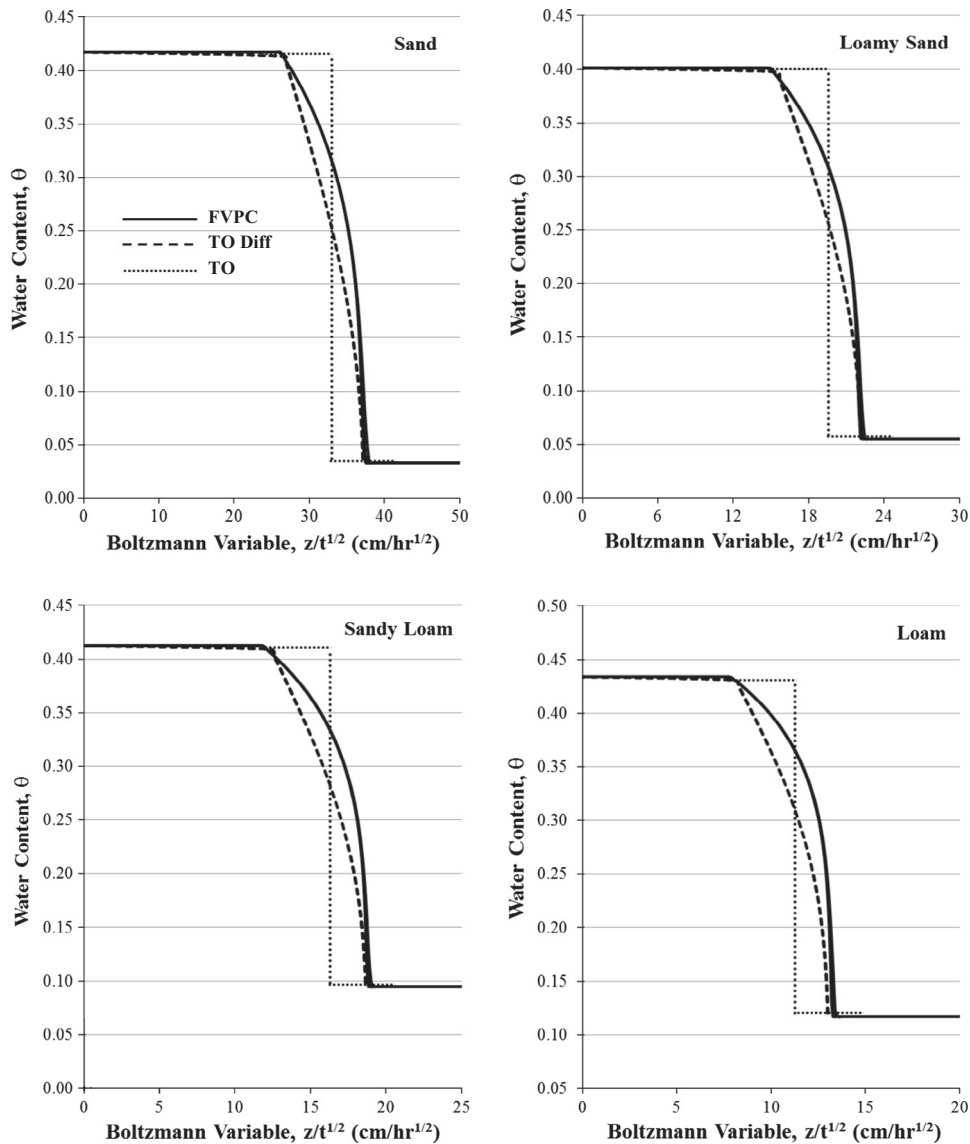 Sand
0.45
0.40
0.35
0.30
0.25
0.20
0.15
0.10
0.05
0.00
Water Content, θ
FVPC
TO Diff
TO
0 10 20 30 40 50
Boltzmann Variable, z/t^1/2 (cm/hr^1/2)
Loamy Sand
0.45
0.40
0.35
0.30
0.25
0.20
0.15
0.10
0.05
0.00
Water Content, θ
0 6 12 18 24 30
Boltzmann Variable, z/t^1/2 (cm/hr^1/2)
Sandy Loam
0.45
0.40
0.35
0.30
0.25
0.20
0.15
0.10
0.05
0.00
Water Content, θ
0 5 10 15 20 25
Boltzmann Variable, z/t^1/2 (cm/hr^1/2)
Loam
0.50
0.45
0.40
0.35
0.30
0.25
0.20
0.15
0.10
0.05
Water Content, θ
0 5 10 15 20
Boltzmann Variable, z/t^1/2 (cm/hr^1/2)